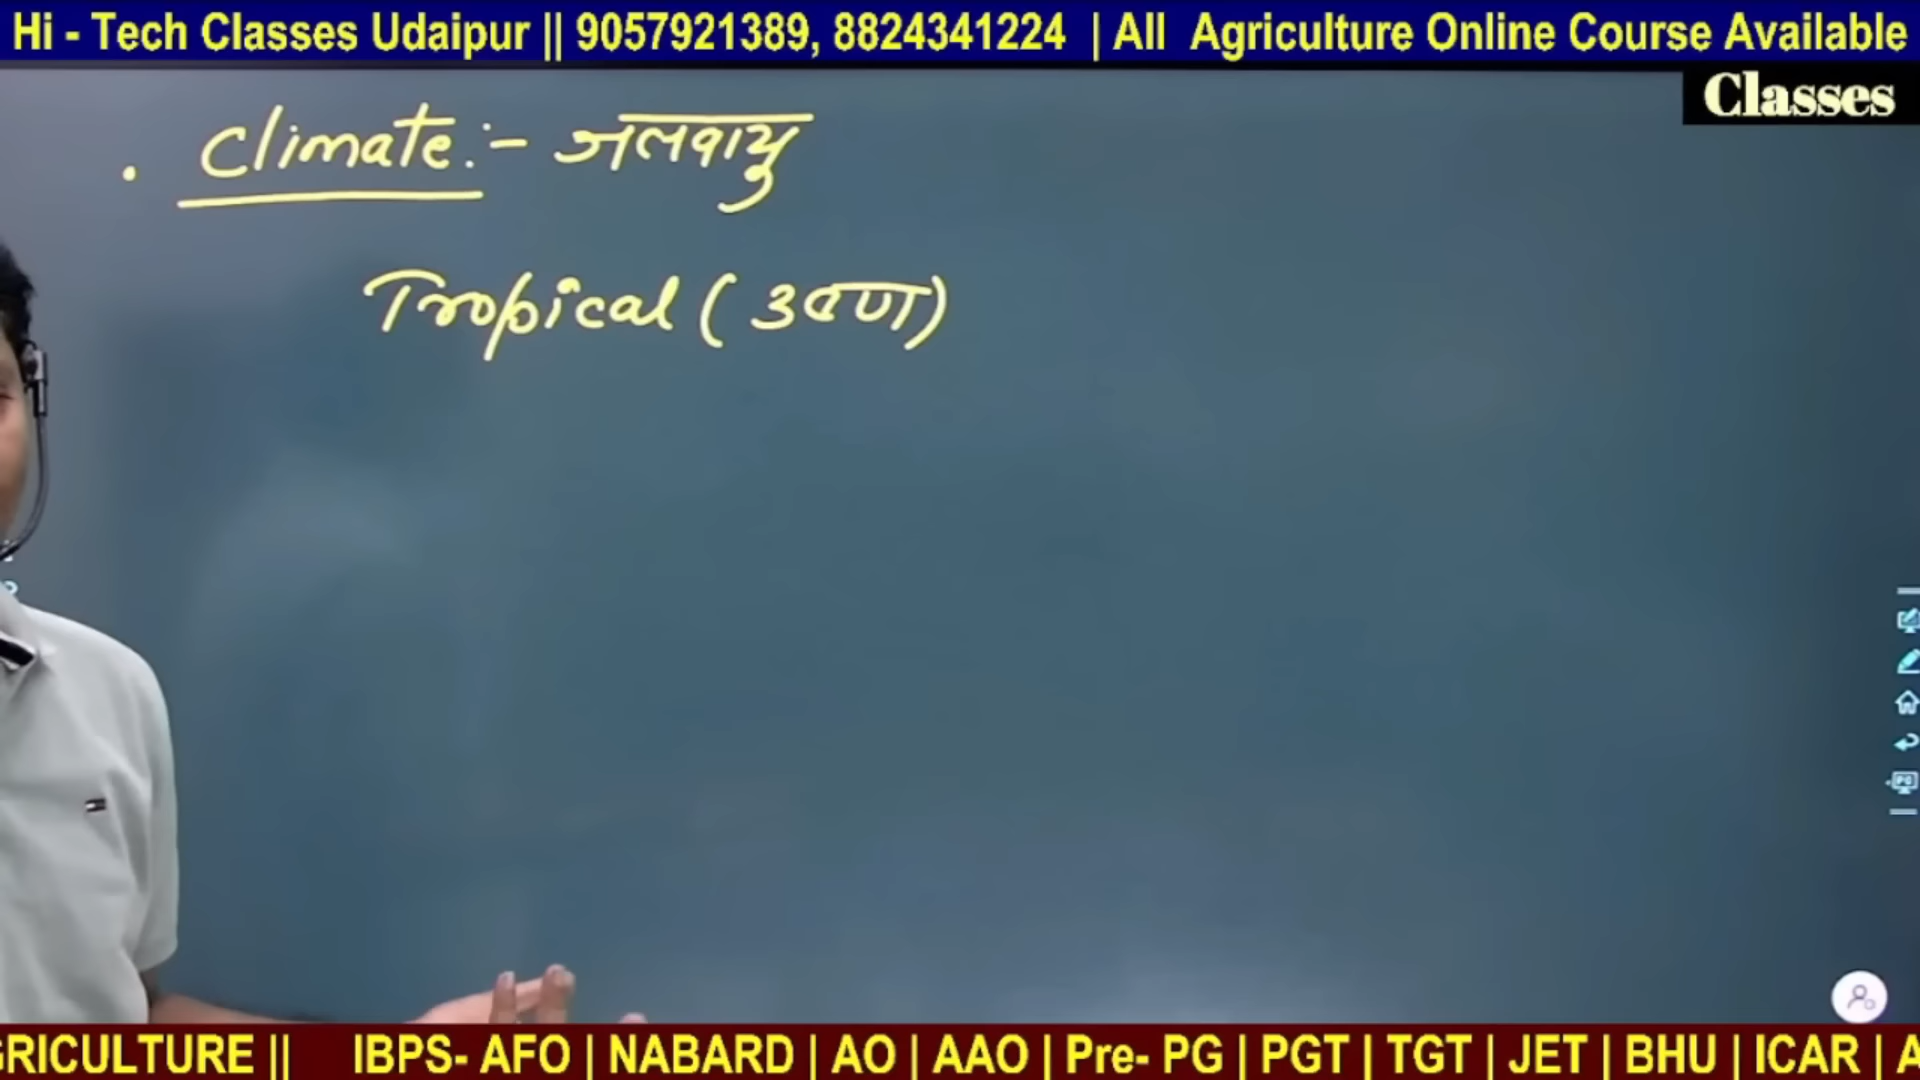 Hi - Tech Classes Udaipur || 9057921389, 8824341224 | All Agriculture Online Course Available
Classes
. Climate :- जलवायु
Tropical (उष्ण)
GRICULTURE || IBPS- AFO | NABARD | AO | AAO | Pre- PG | PGT | TGT | JET | BHU | ICAR | A